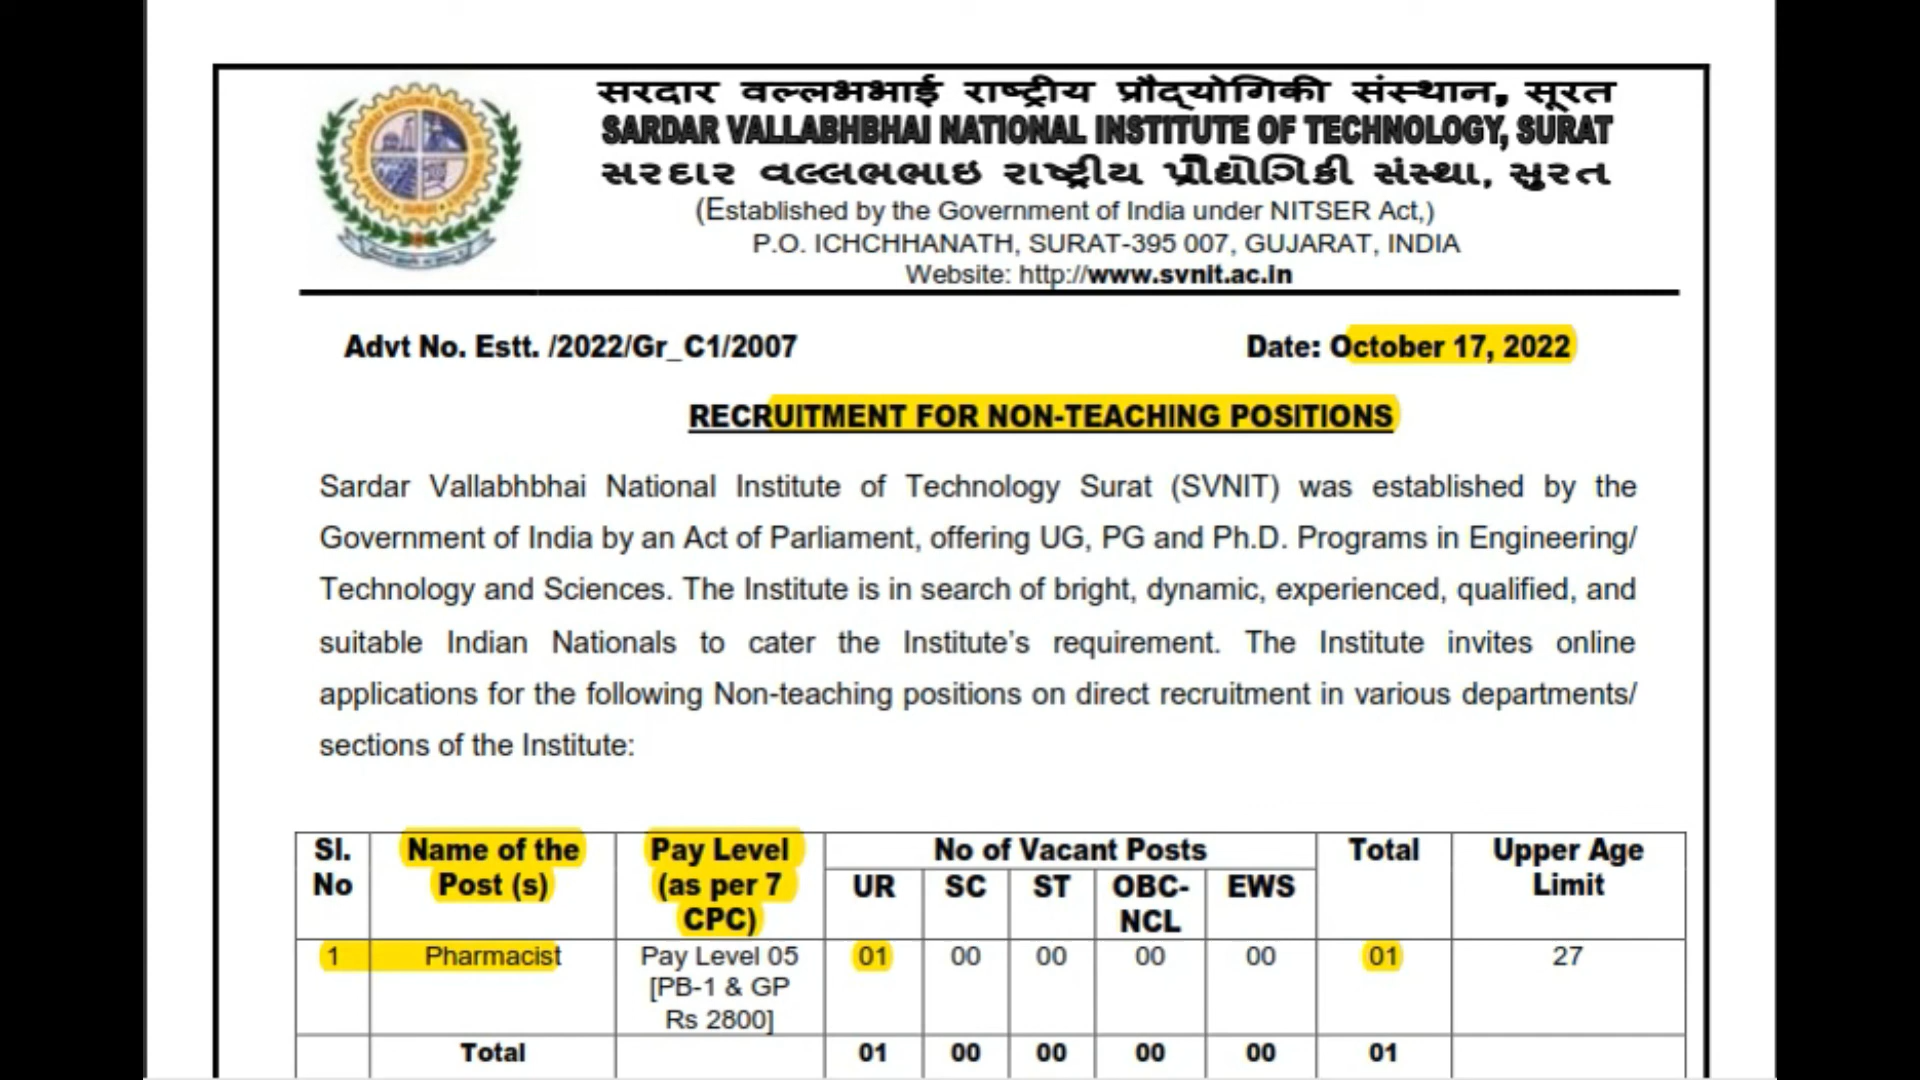 सरदार वल्लभभाई राष्ट्रीय प्रौद्योगिकी संस्थान, सूरत
SARDAR VALLABHBHAI NATIONAL INSTITUTE OF TECHNOLOGY, SURAT
સરદાર વલ્લભભાઇ રાષ્ટ્રીય પ્રૌદ્યોગિકી સંસ્થા, સુરત
(Established by the Government of India under NITSER Act,)
P.O. ICHCHHANATH, SURAT-395 007, GUJARAT, INDIA
Website: http://www.svnit.ac.in
Advt No. Estt. /2022/Gr_C1/2007 Date: October 17, 2022
RECRUITMENT FOR NON-TEACHING POSITIONS
Sardar Vallabhbhai National Institute of Technology Surat (SVNIT) was established by the
Government of India by an Act of Parliament, offering UG, PG and Ph.D. Programs in Engineering/
Technology and Sciences. The Institute is in search of bright, dynamic, experienced, qualified, and
suitable Indian Nationals to cater the Institute’s requirement. The Institute invites online
applications for the following Non-teaching positions on direct recruitment in various departments/
sections of the Institute:
Sl. No Name of the Post (s) Pay Level (as per 7 CPC) No of Vacant Posts Total Upper Age Limit
UR SC ST OBC-NCL EWS
1 Pharmacist Pay Level 05 [PB-1 & GP Rs 2800] 01 00 00 00 00 01 27
Total 01 00 00 00 00 01